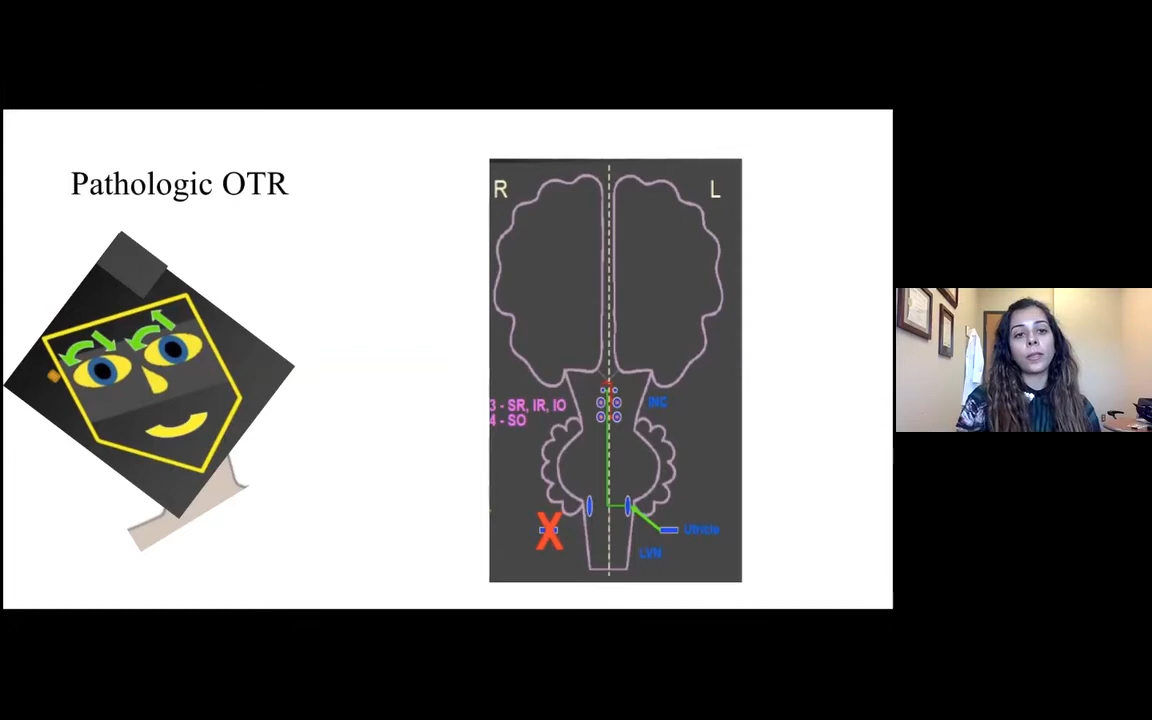 Pathologic OTR
R
L
3 - SR, IR, IO
4 - SO
INC
X
Utricle
LVN